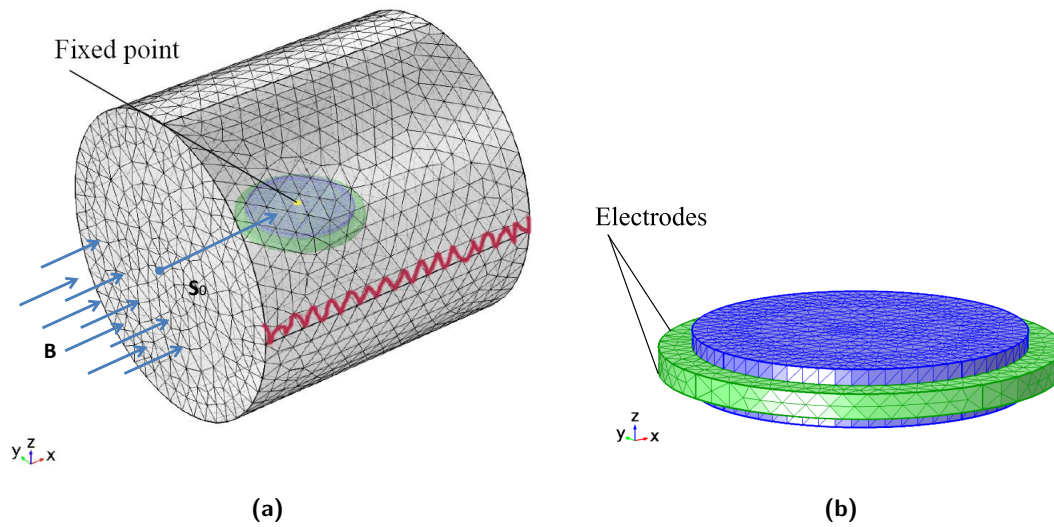 Fixed point
S₀
B
y z x
(a)
Electrodes
y z x
(b)